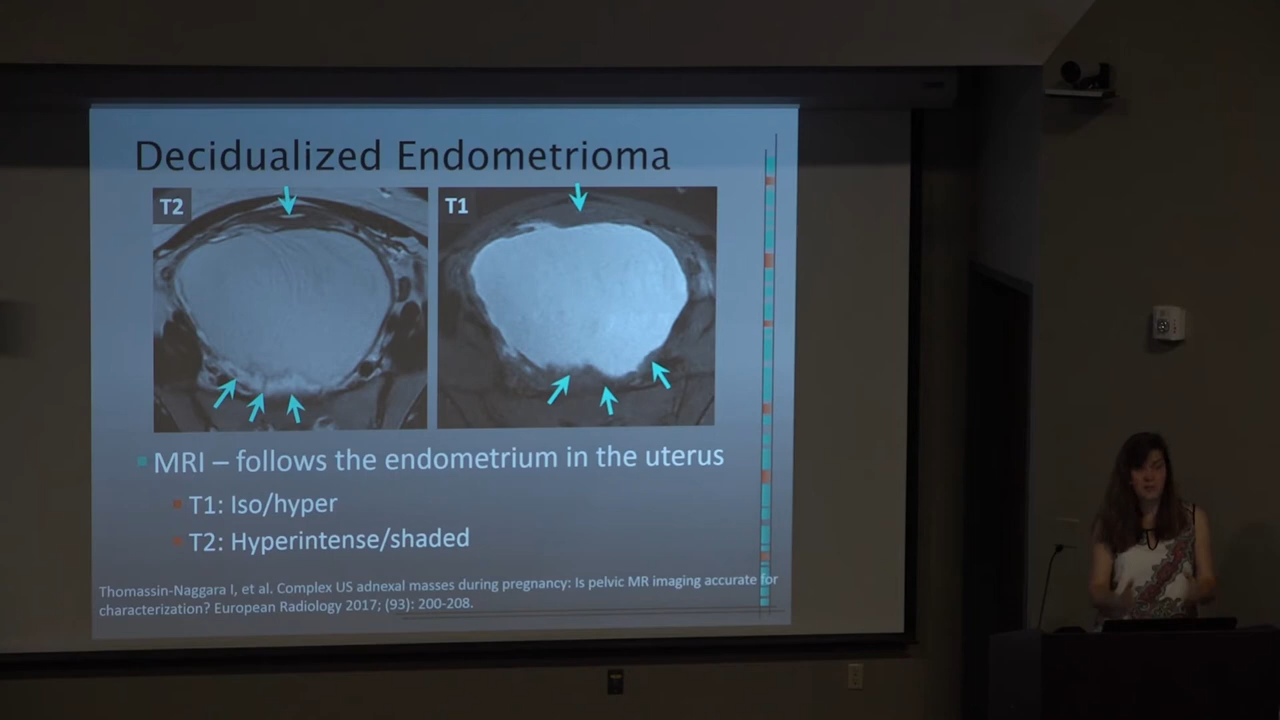 Decidualized Endometrioma
T2
T1
MRI – follows the endometrium in the uterus
T1: Iso/hyper
T2: Hyperintense/shaded
Thomassin-Naggara I, et al. Complex US adnexal masses during pregnancy: Is pelvic MR imaging accurate for
characterization? European Radiology 2017; (93): 200-208.